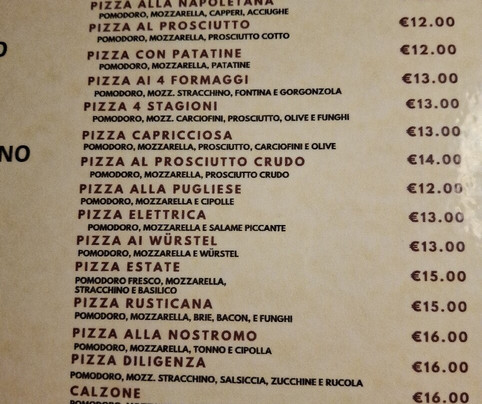 PIZZA ALLA NAPOLETANA
POMODORO, MOZZARELLA, CAPPERI, ACCIUGHE
PIZZA AL PROSCIUTTO €12.00
POMODORO, MOZZARELLA, PROSCIUTTO COTTO
PIZZA CON PATATINE €12.00
POMODORO, MOZZARELLA, PATATINE
PIZZA AI 4 FORMAGGI €13.00
POMODORO, MOZZ. STRACCHINO, FONTINA E GORGONZOLA
PIZZA 4 STAGIONI €13.00
POMODORO, MOZZ. CARCIOFINI, PROSCIUTTO, OLIVE E FUNGHI
PIZZA CAPRICCIOSA €13.00
POMODORO, MOZZARELLA, PROSCIUTTO, CARCIOFINI E OLIVE
NO
PIZZA AL PROSCIUTTO CRUDO €14.00
POMODORO, MOZZARELLA, PROSCIUTTO CRUDO
PIZZA ALLA PUGLIESE €12.00
POMODORO, MOZZARELLA E CIPOLLE
PIZZA ELETTRICA €13.00
POMODORO, MOZZARELLA E SALAME PICCANTE
PIZZA AI WÜRSTEL €13.00
POMODORO, MOZZARELLA E WÜRSTEL
PIZZA ESTATE €15.00
POMODORO FRESCO, MOZZARELLA,
STRACCHINO E BASILICO
PIZZA RUSTICANA €15.00
POMODORO, MOZZARELLA, BRIE, BACON, E FUNGHI
PIZZA ALLA NOSTROMO €16.00
POMODORO, MOZZARELLA, TONNO E CIPOLLA
PIZZA DILIGENZA €16.00
POMODORO, MOZZ. STRACCHINO, SALSICCIA, ZUCCHINE E RUCOLA
CALZONE €16.00